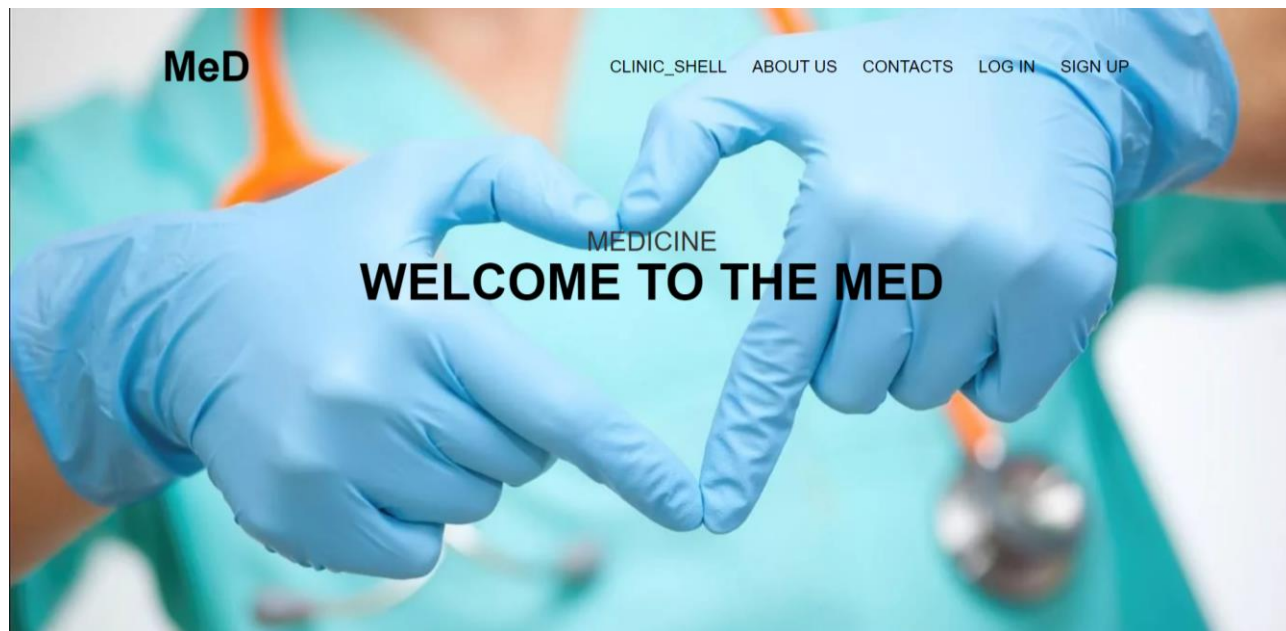 MeD
CLINIC_SHELL ABOUT US CONTACTS LOG IN SIGN UP
MEDICINE
WELCOME TO THE MED